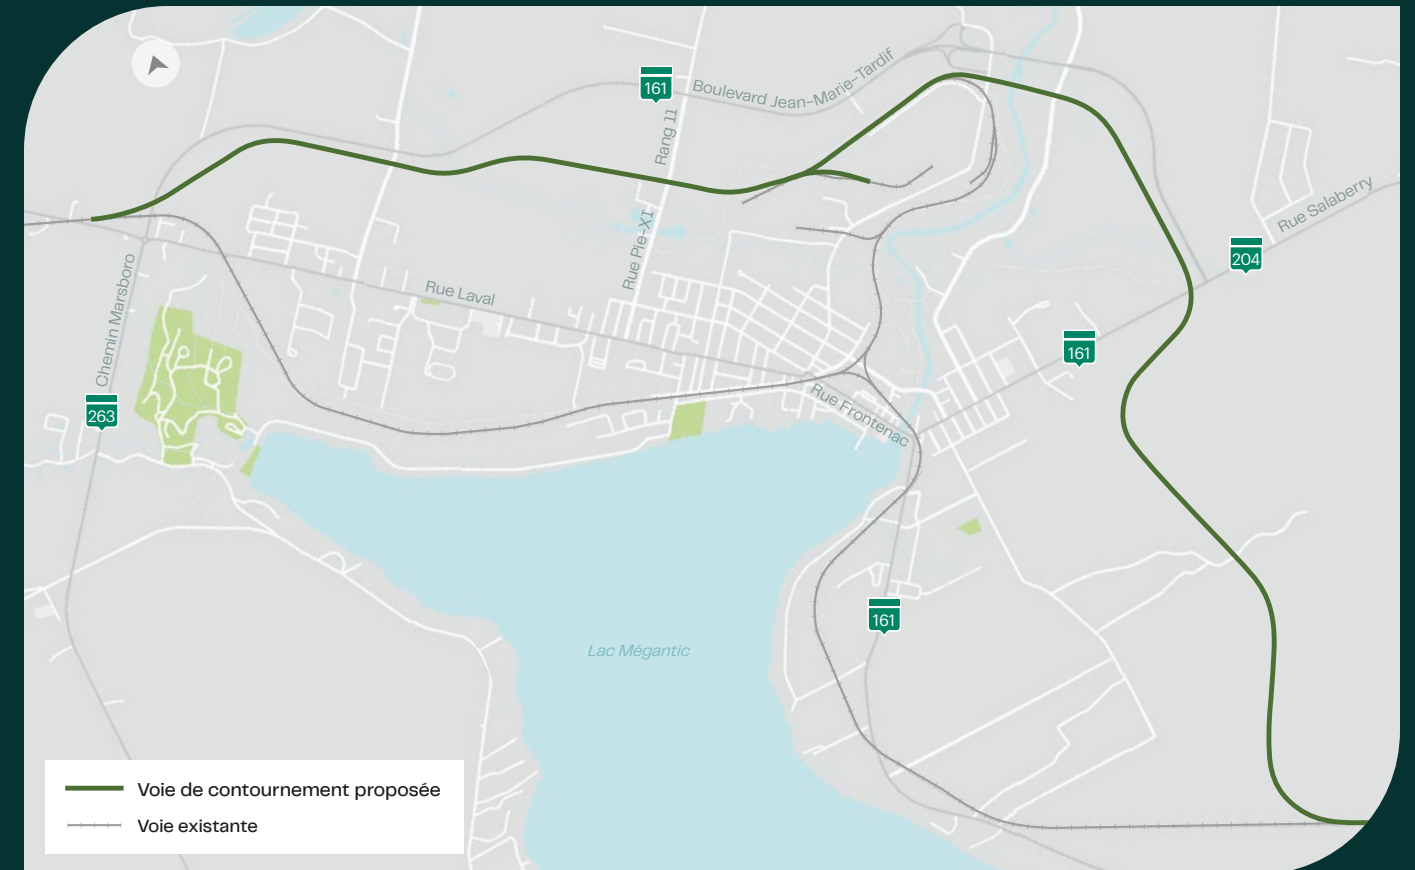 161
Boulevard Jean-Marie-Tardif
Rang 11
Rue Salaberry
Rue Pie-XI
204
Chemin Marsboro
Rue Laval
161
263
Rue Frontenac
161
Lac Mégantic
Voie de contournement proposée
Voie existante